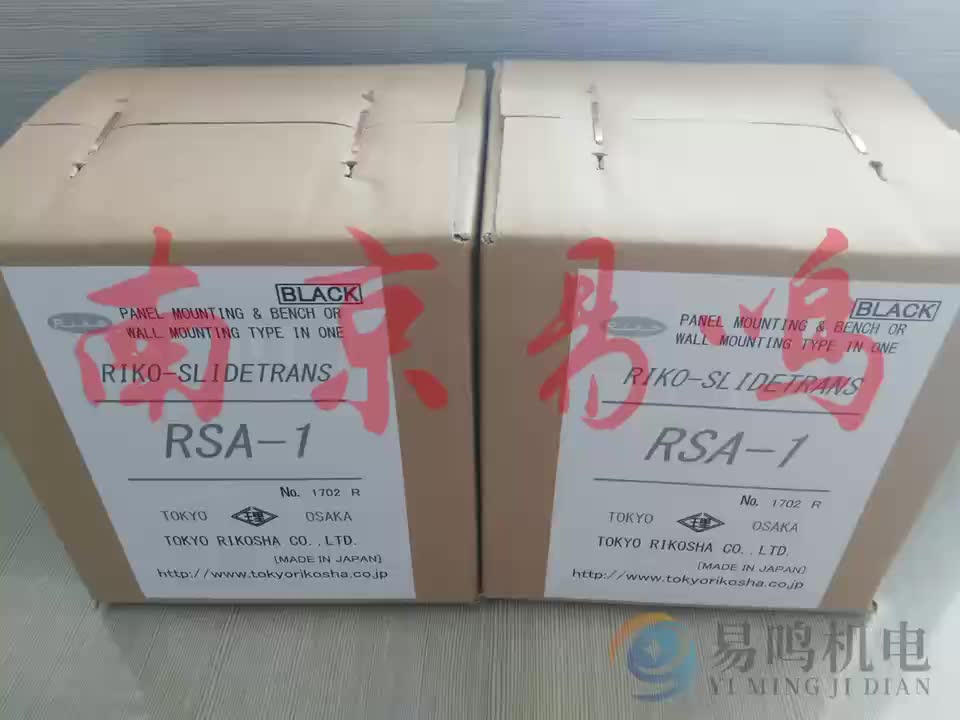 BLACK
PANEL MOUNTING & BENCH OR
WALL MOUNTING TYPE IN ONE
RIKO-SLIDETRANS
RSA-1
No. 1702 R
TOKYO 理 OSAKA
TOKYO RIKOSHA CO.,LTD.
[MADE IN JAPAN]
http://www.tokyorikosha.co.jp
BLACK
PANEL MOUNTING & BENCH OR
WALL MOUNTING TYPE IN ONE
RIKO-SLIDETRANS
RSA-1
No. 1702 R
TOKYO 理 OSAKA
TOKYO RIKOSHA CO.,LTD.
[MADE IN JAPAN]
http://www.tokyorikosha.co.jp
南京易鸣
易鸣机电
YI MING JI DIAN